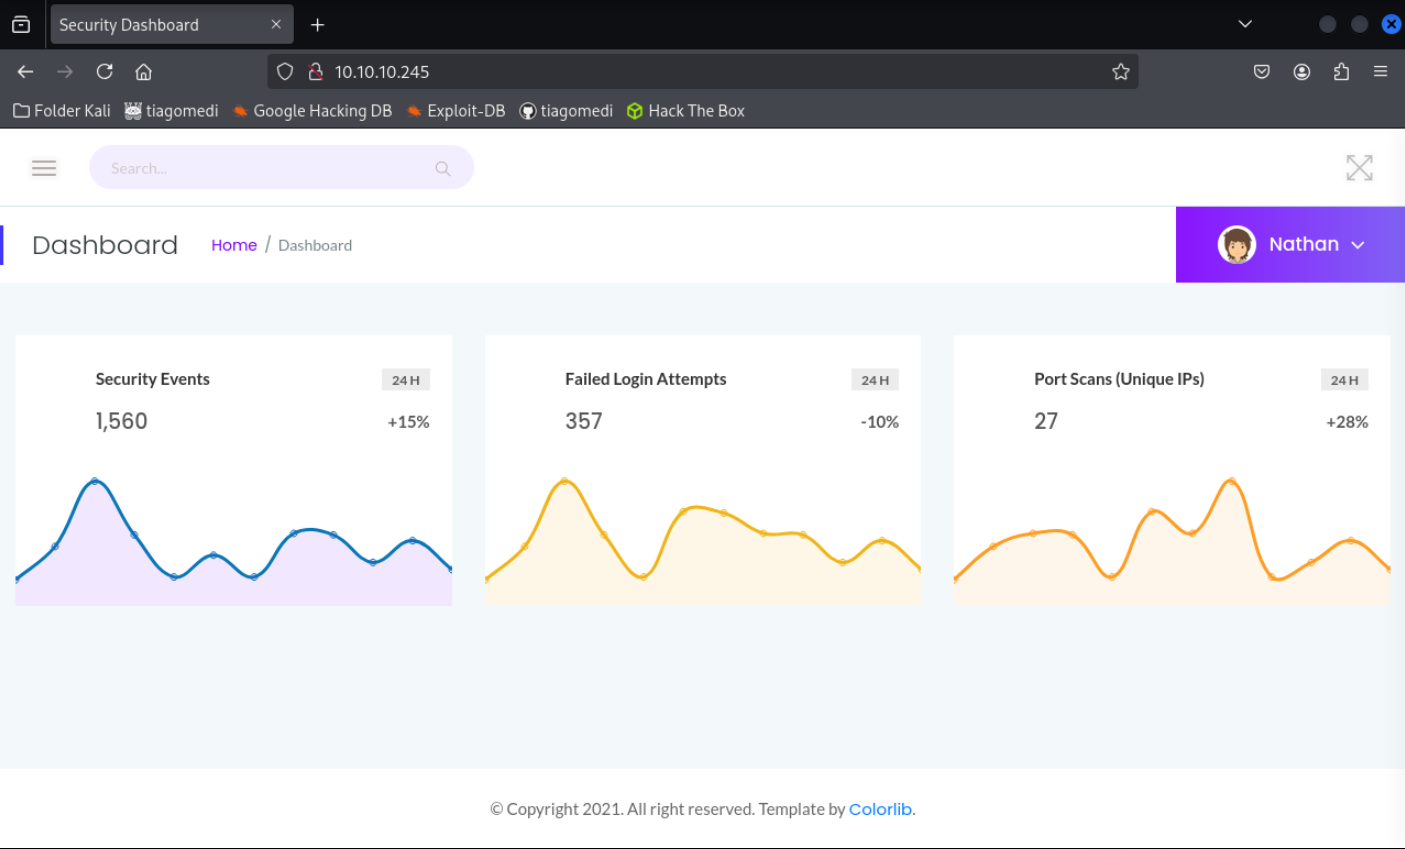 Security Dashboard
10.10.10.245
Folder Kali tiagomedi Google Hacking DB Exploit-DB tiagomedi Hack The Box
Search...
Dashboard Home / Dashboard Nathan
Security Events 24 H
1,560 +15%
Failed Login Attempts 24 H
357 -10%
Port Scans (Unique IPs) 24 H
27 +28%
© Copyright 2021. All right reserved. Template by Colorlib.